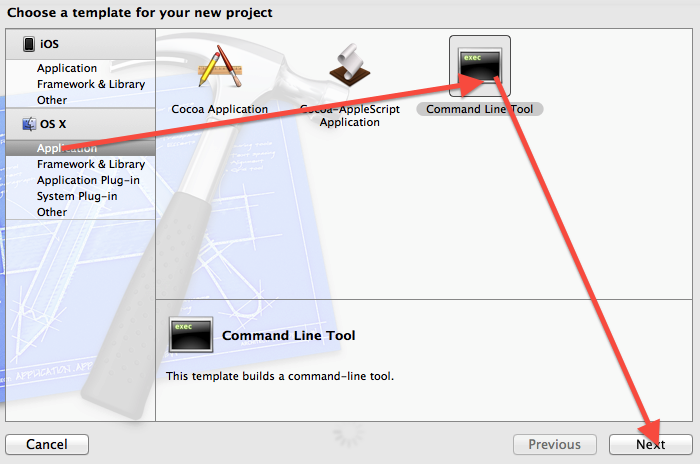 Choose a template for your new project
iOS
Application
Framework & Library
Other
OS X
Application
Framework & Library
Application Plug-in
System Plug-in
Other
exec
Cocoa Application
Cocoa-AppleScript
Application
Command Line Tool
exec
Command Line Tool
This template builds a command-line tool.
Cancel
Previous
Next